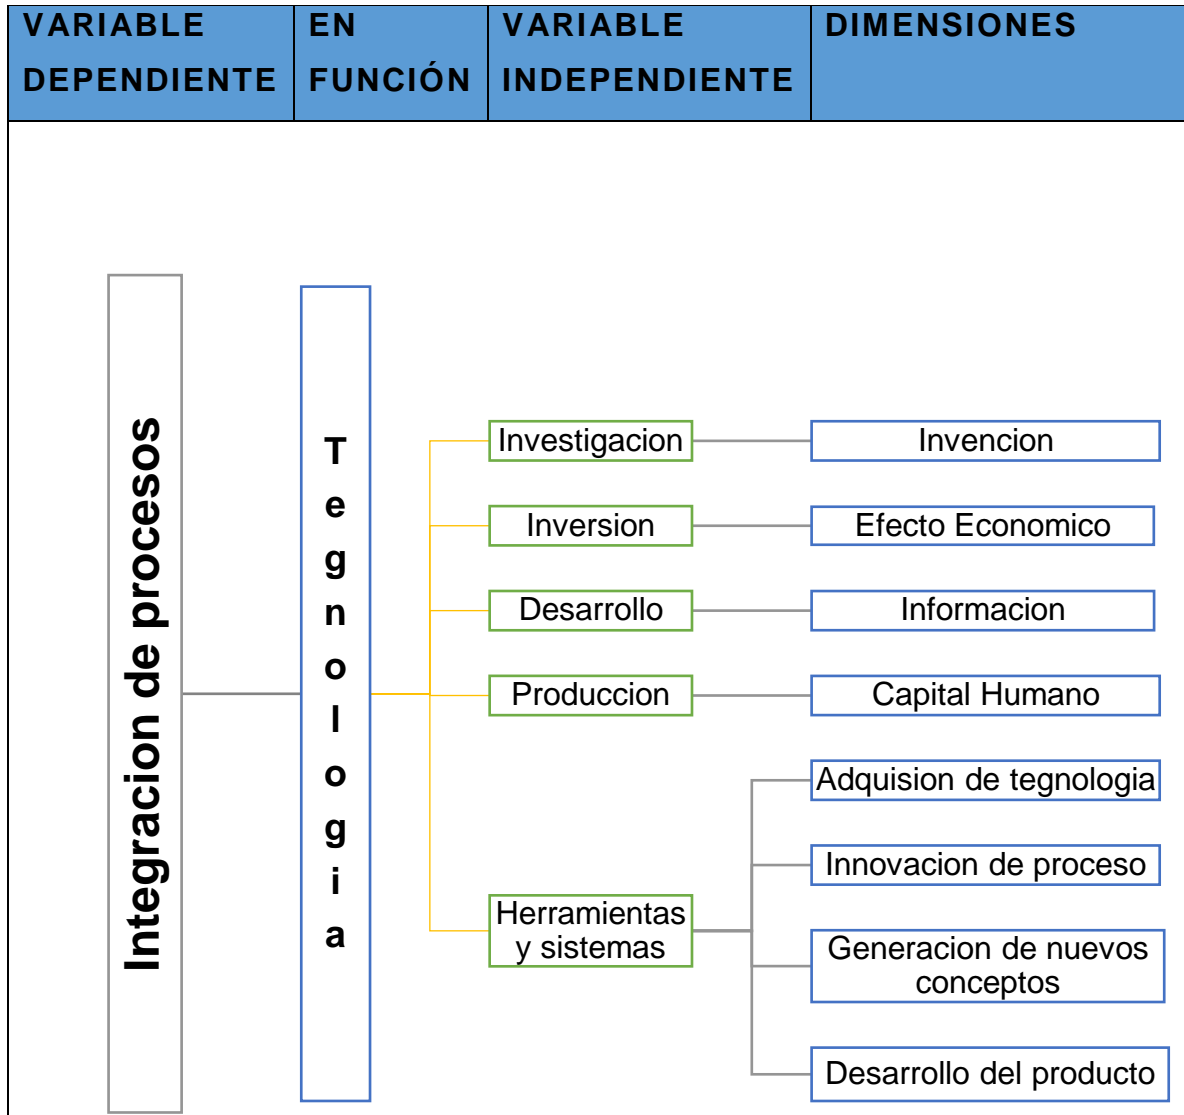 VARIABLE
DEPENDIENTE
EN
FUNCIÓN
VARIABLE
INDEPENDIENTE
DIMENSIONES
Integracion de procesos
Tegnologia
Investigacion
Invencion
Inversion
Efecto Economico
Desarrollo
Informacion
Produccion
Capital Humano
Herramientas
y sistemas
Adquision de tegnologia
Innovacion de proceso
Generacion de nuevos
conceptos
Desarrollo del producto